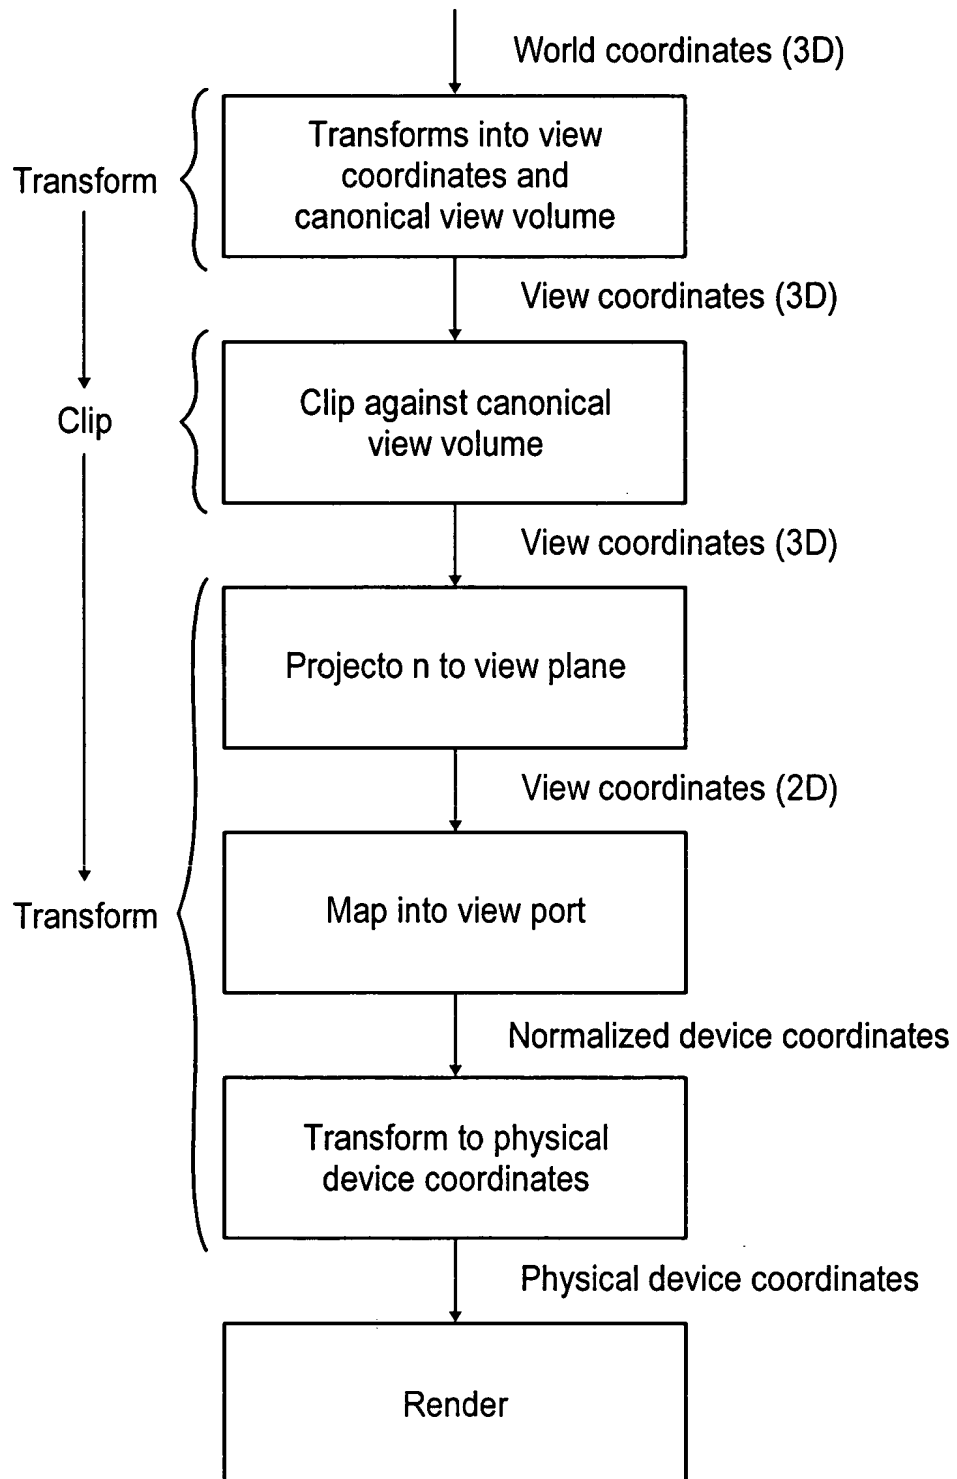 World coordinates (3D)
Transforms into view
coordinates and
canonical view volume
Transform
View coordinates (3D)
Clip against canonical
view volume
Clip
View coordinates (3D)
Projecto n to view plane
View coordinates (2D)
Map into view port
Transform
Normalized device coordinates
Transform to physical
device coordinates
Physical device coordinates
Render